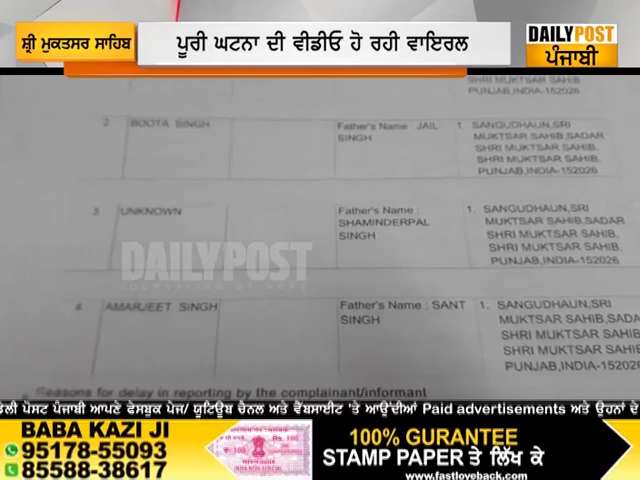 ਸ਼੍ਰੀ ਮੁਕਤਸਰ ਸਾਹਿਬ
ਪੂਰੀ ਘਟਨਾ ਦੀ ਵੀਡੀਓ ਹੋ ਰਹੀ ਵਾਇਰਲ
DAILYPOST
ਪੰਜਾਬੀ
SHRI MUKTSAR SAHIB
PUNJAB,INDIA-152026
2 BOOTA SINGH Father's Name : JAIL SINGH 1. SANGUDHAUN,SRI
MUKTSAR SAHIB,SADAR
SHRI MUKTSAR SAHIB,
SHRI MUKTSAR SAHIB,
PUNJAB,INDIA-152026
3 UNKNOWN Father's Name : SHAMINDERPAL SINGH 1. SANGUDHAUN,SRI
MUKTSAR SAHIB,SADAR
SHRI MUKTSAR SAHIB,
SHRI MUKTSAR SAHIB,
PUNJAB,INDIA-152026
DAILYPOST
JOURNALISM OF HOPE
4 AMARJEET SINGH Father's Name : SANT SINGH 1. SANGUDHAUN,SRI
MUKTSAR SAHIB,SADA
SHRI MUKTSAR SAHIB
SHRI MUKTSAR SAHIB
PUNJAB,INDIA-152026
Reasons for delay in reporting by the complainant/informant
ਡੇਲੀ ਪੋਸਟ ਪੰਜਾਬੀ ਆਪਣੇ ਫੇਸਬੁਕ ਪੇਜ/ ਯੂਟਿਊਬ ਚੈਨਲ ਅਤੇ ਵੈੱਬਸਾਈਟ 'ਤੇ ਆਉਂਦੀਆਂ Paid advertisements ਅਤੇ ਉਹਨਾਂ ਦੇ
BABA KAZI JI
95178-55093
85588-38617
100% GURANTEE
STAMP PAPER ਤੇ ਲਿੱਖ ਕੇ
www.fastloveback.com